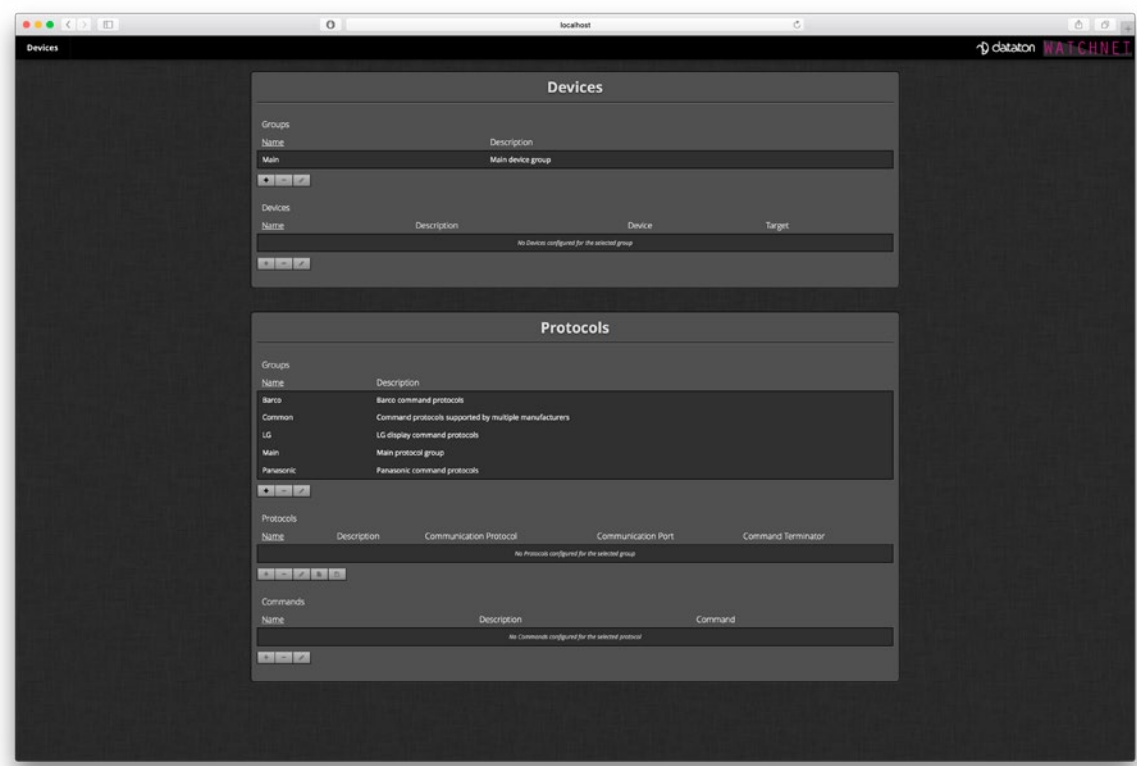 localhost
Devices dataton WATCHNET
Devices
Groups
Name Description
Main Main device group
Devices
Name Description Device Target
No Devices configured for the selected group
Protocols
Groups
Name Description
Barco Barco command protocols
Common Command protocols supported by multiple manufacturers
LG LG display command protocols
Main Main protocol group
Panasonic Panasonic command protocols
Protocols
Name Description Communication Protocol Communication Port Command Terminator
No Protocols configured for the selected group
Commands
Name Description Command
No Commands configured for the selected protocol